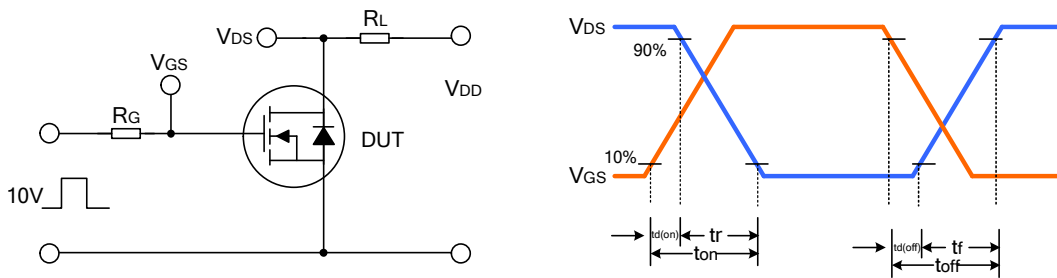 VDS
RL
VGS
VDD
RG
DUT
10V
VDS
90%
10%
VGS
td(on)
tr
ton
td(off)
tf
toff